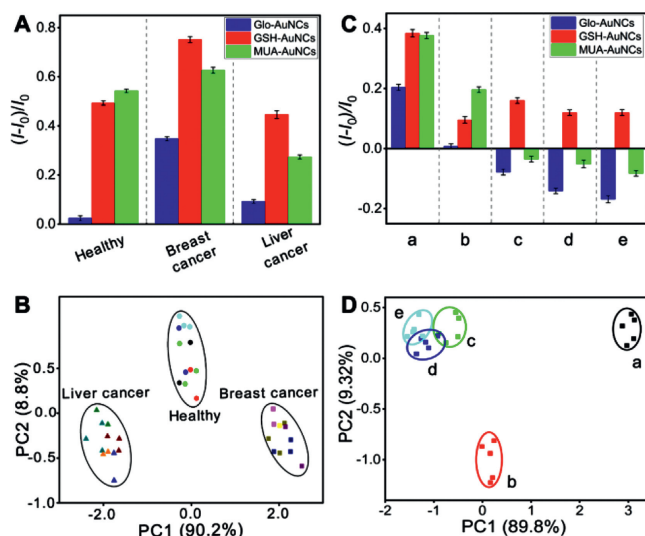 A
Glo-AuNCs
GSH-AuNCs
MUA-AuNCs
(I-I0)/I0
0.8
0.6
0.4
0.2
0.0
Healthy
Breast
cancer
Liver
cancer
C
Glo-AuNCs
GSH-AuNCs
MUA-AuNCs
(I-I0)/I0
0.4
0.2
0.0
-0.2
a b c d e
B
PC2 (8.8%)
1.0
0.5
0.0
-0.5
-1.0
Liver cancer
Healthy
Breast cancer
-2.0 0.0 2.0
PC1 (90.2%)
D
PC2 (9.32%)
0.5
0.0
-0.5
-1.0
e
d
c
a
b
-2 -1 0 1 2 3
PC1 (89.8%)